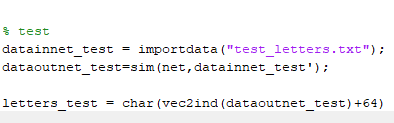 % test
datainnet_test = importdata("test_letters.txt");
dataoutnet_test=sim(net,datainnet_test');
letters_test = char(vec2ind(dataoutnet_test)+64)